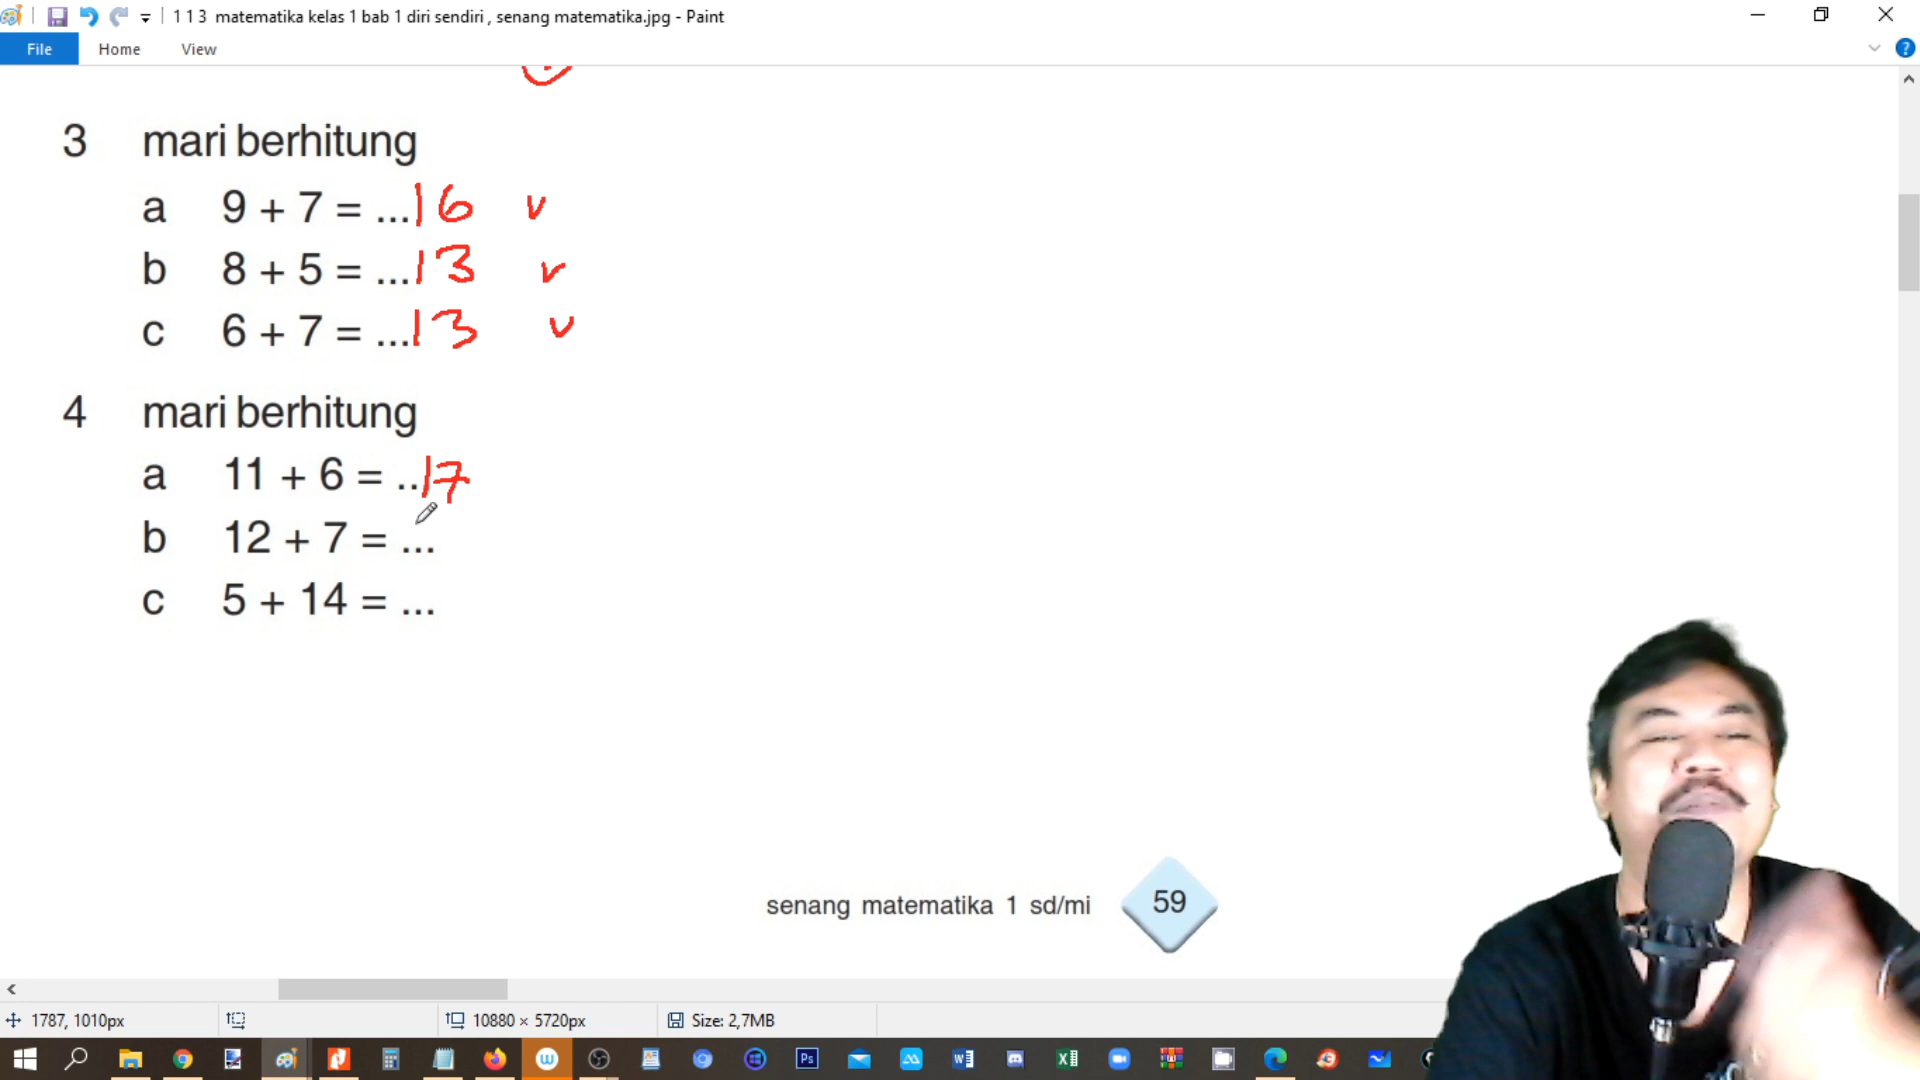 1 1 3 matematika kelas 1 bab 1 diri sendiri , senang matematika.jpg - Paint
File Home View
3 mari berhitung
a 9 + 7 = ...16 v
b 8 + 5 = ...13 v
c 6 + 7 = ...13 v
4 mari berhitung
a 11 + 6 = ..17
b 12 + 7 = ...
c 5 + 14 = ...
senang matematika 1 sd/mi 59
1787, 1010px 10880 × 5720px Size: 2,7MB